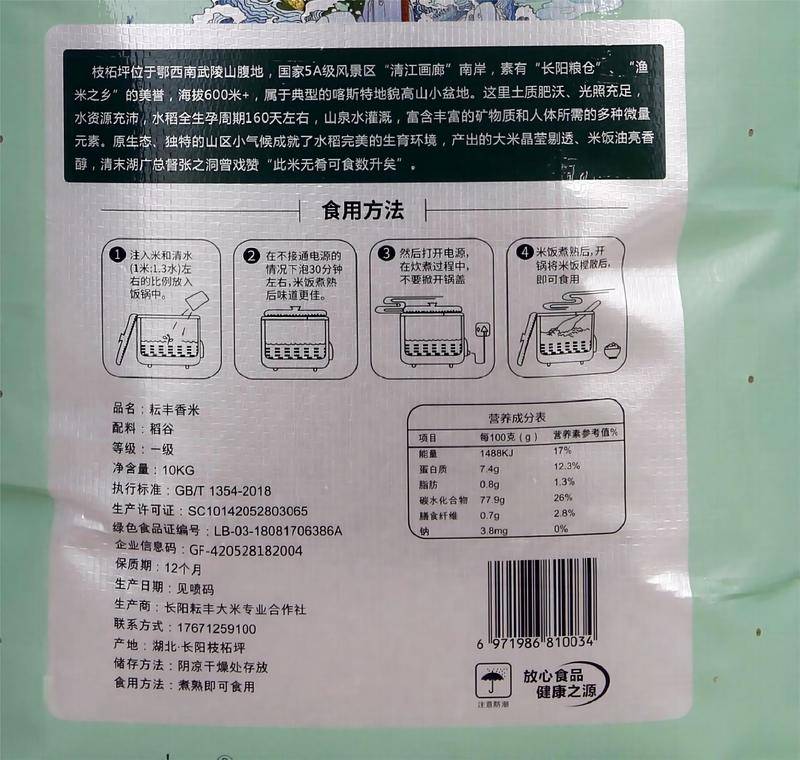 枝柘坪位于鄂西南武陵山腹地，国家5A级风景区“清江画廊”南岸，素有“长阳粮仓”、“渔
米之乡”的美誉，海拔600米+，属于典型的喀斯特地貌高山小盆地。这里土质肥沃、光照充足，
水资源充沛，水稻全生孕周期160天左右，山泉水灌溉，富含丰富的矿物质和人体所需的多种微量
元素。原生态、独特的山区小气候成就了水稻完美的生育环境，产出的大米晶莹剔透、米饭油亮香
醇，清末湖广总督张之洞曾戏赞“此米无肴可食数升矣”。
食用方法
1 注入米和清水
(1米:1.3水)左
右的比例放入
饭锅中。
2 在不接通电源的
情况下泡30分钟
左右,米饭煮熟
后味道更佳。
3 然后打开电源,
在炊煮过程中,
不要掀开锅盖
4 米饭煮熟后,开
锅将米饭搅散后,
即可食用
品名：耘丰香米
配料：稻谷
等级：一级
净含量：10KG
执行标准：GB/T 1354-2018
生产许可证：SC10142052803065
绿色食品证编号：LB-03-18081706386A
企业信息码：GF-420528182004
保质期：12个月
生产日期：见喷码
生产商：长阳耘丰大米专业合作社
联系方式：17671259100
产地：湖北·长阳枝柘坪
储存方法：阴凉干燥处存放
食用方法：煮熟即可食用
营养成分表
项目 每100克（g） 营养素参考值%
能量 1488KJ 17%
蛋白质 7.4g 12.3%
脂肪 0.8g 1.3%
碳水化合物 77.9g 26%
膳食纤维 0.7g 2.8%
钠 3.8mg 0%
6 971986 810034
注意防潮
放心食品
健康之源